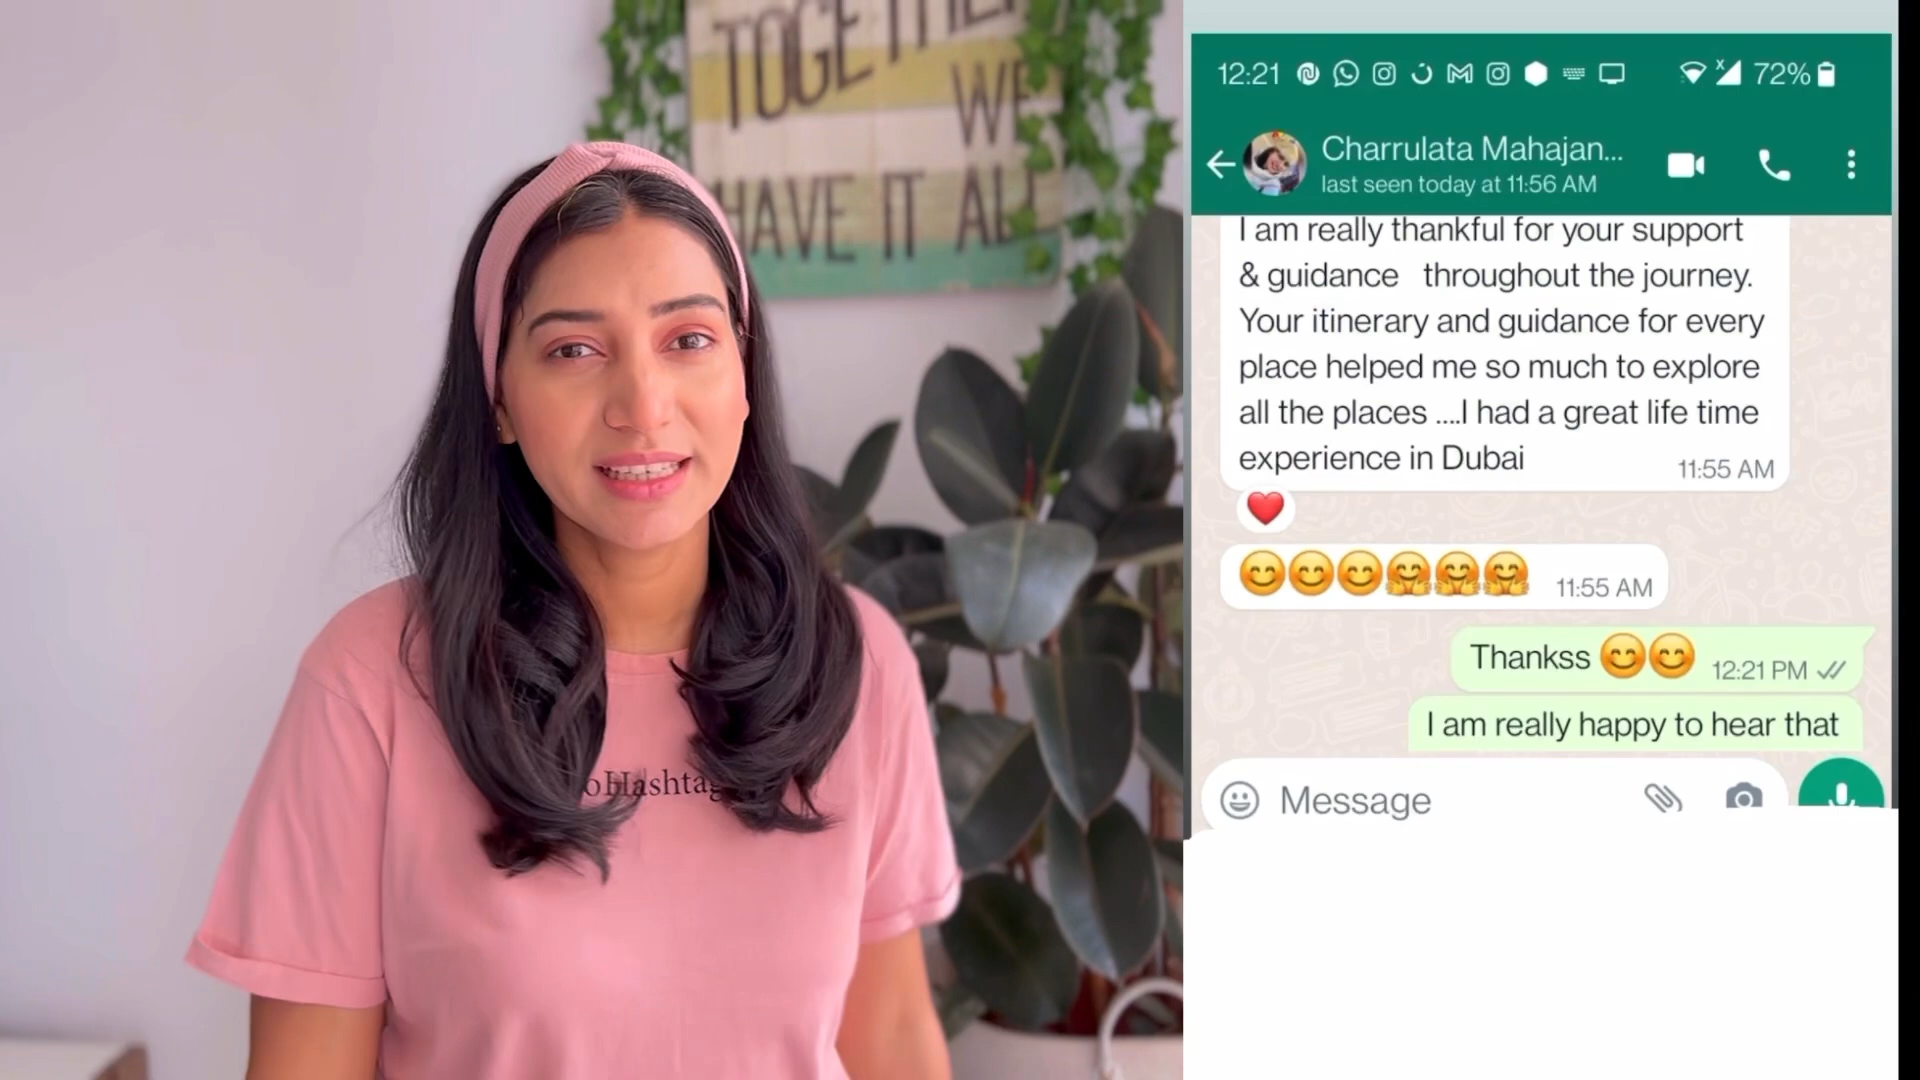 TOGETHER
WE
HAVE IT ALL
oHashtag
12:21
72%
Charrulata Mahajan...
last seen today at 11:56 AM
I am really thankful for your support
& guidance throughout the journey.
Your itinerary and guidance for every
place helped me so much to explore
all the places ....I had a great life time
experience in Dubai
11:55 AM
11:55 AM
Thankss 😊😊 12:21 PM
I am really happy to hear that
Message